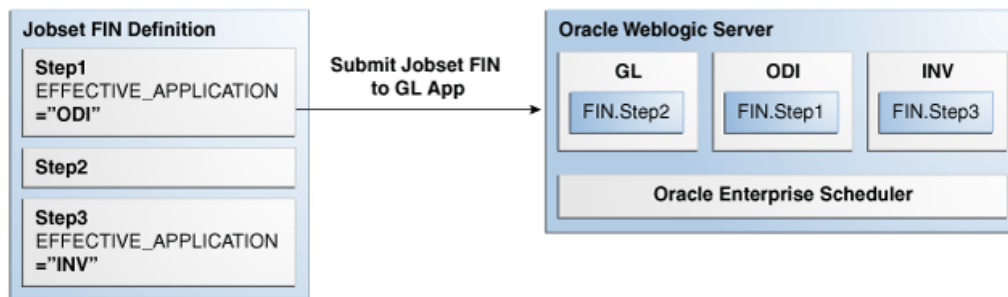 Jobset FIN Definition
Step1
EFFECTIVE_APPLICATION
="ODI"
Step2
Step3
EFFECTIVE_APPLICATION
="INV"
Submit Jobset FIN
to GL App
Oracle Weblogic Server
GL
FIN.Step2
ODI
FIN.Step1
INV
FIN.Step3
Oracle Enterprise Scheduler